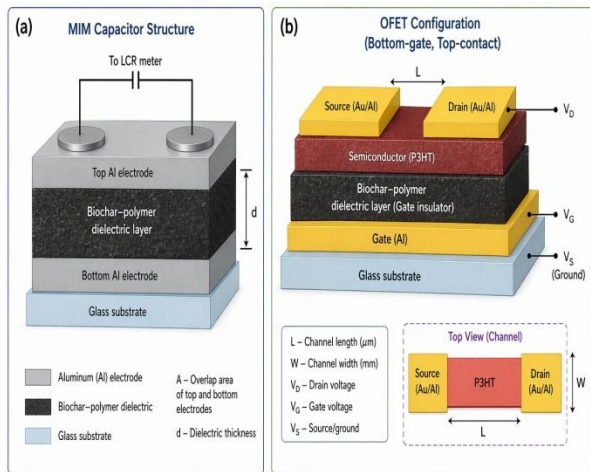 (a)
MIM Capacitor Structure
To LCR meter
Top Al electrode
Biochar–polymer
dielectric layer
d
Bottom Al electrode
Glass substrate
Aluminum (Al) electrode
Biochar–polymer dielectric
Glass substrate
A – Overlap area
of top and bottom
electrodes
d – Dielectric thickness
(b)
OFET Configuration
(Bottom-gate, Top-contact)
L
Source (Au/Al)
Drain (Au/Al)
V_D
Semiconductor (P3HT)
Biochar–polymer
dielectric layer (Gate insulator)
V_G
Gate (Al)
V_S
(Ground)
Glass substrate
L – Channel length (μm)
W – Channel width (mm)
V_D – Drain voltage
V_G – Gate voltage
V_S – Source/ground
Top View (Channel)
Source
(Au/Al)
P3HT
Drain
(Au/Al)
W
L